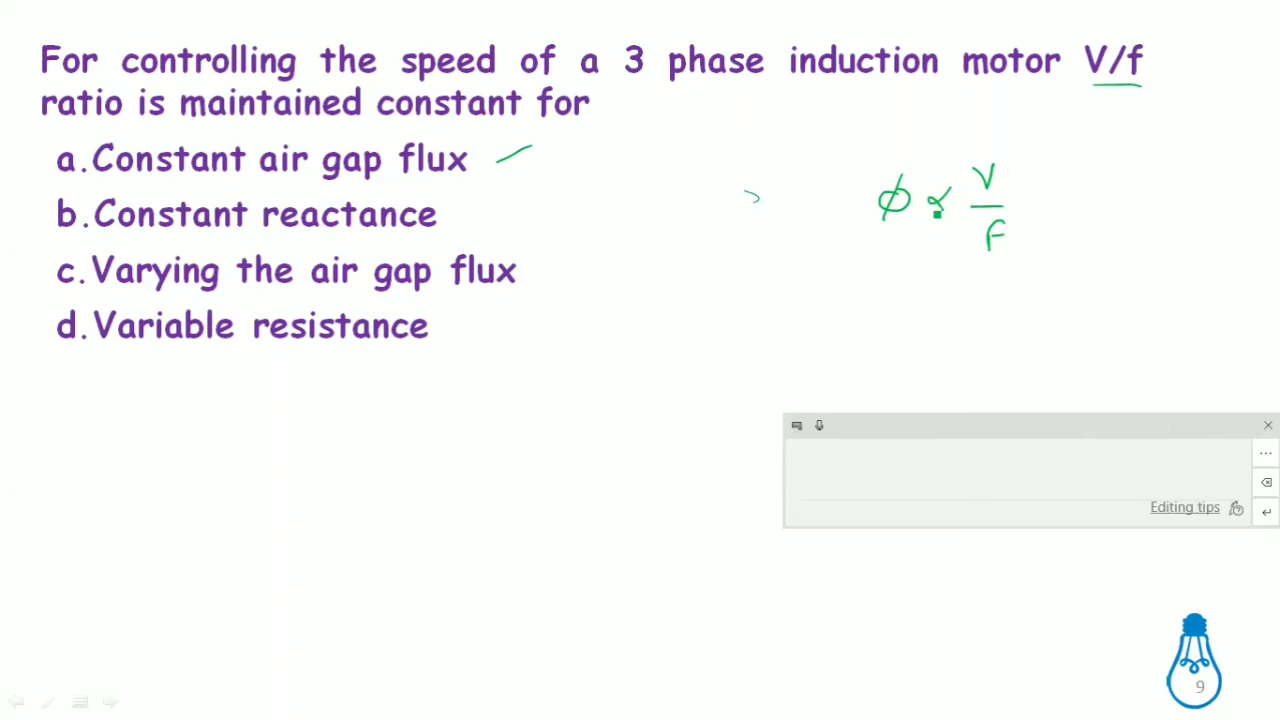 For controlling the speed of a 3 phase induction motor V/f
ratio is maintained constant for
a.Constant air gap flux
b.Constant reactance
c.Varying the air gap flux
d.Variable resistance
ϕ ∝ V
F
Editing tips
9